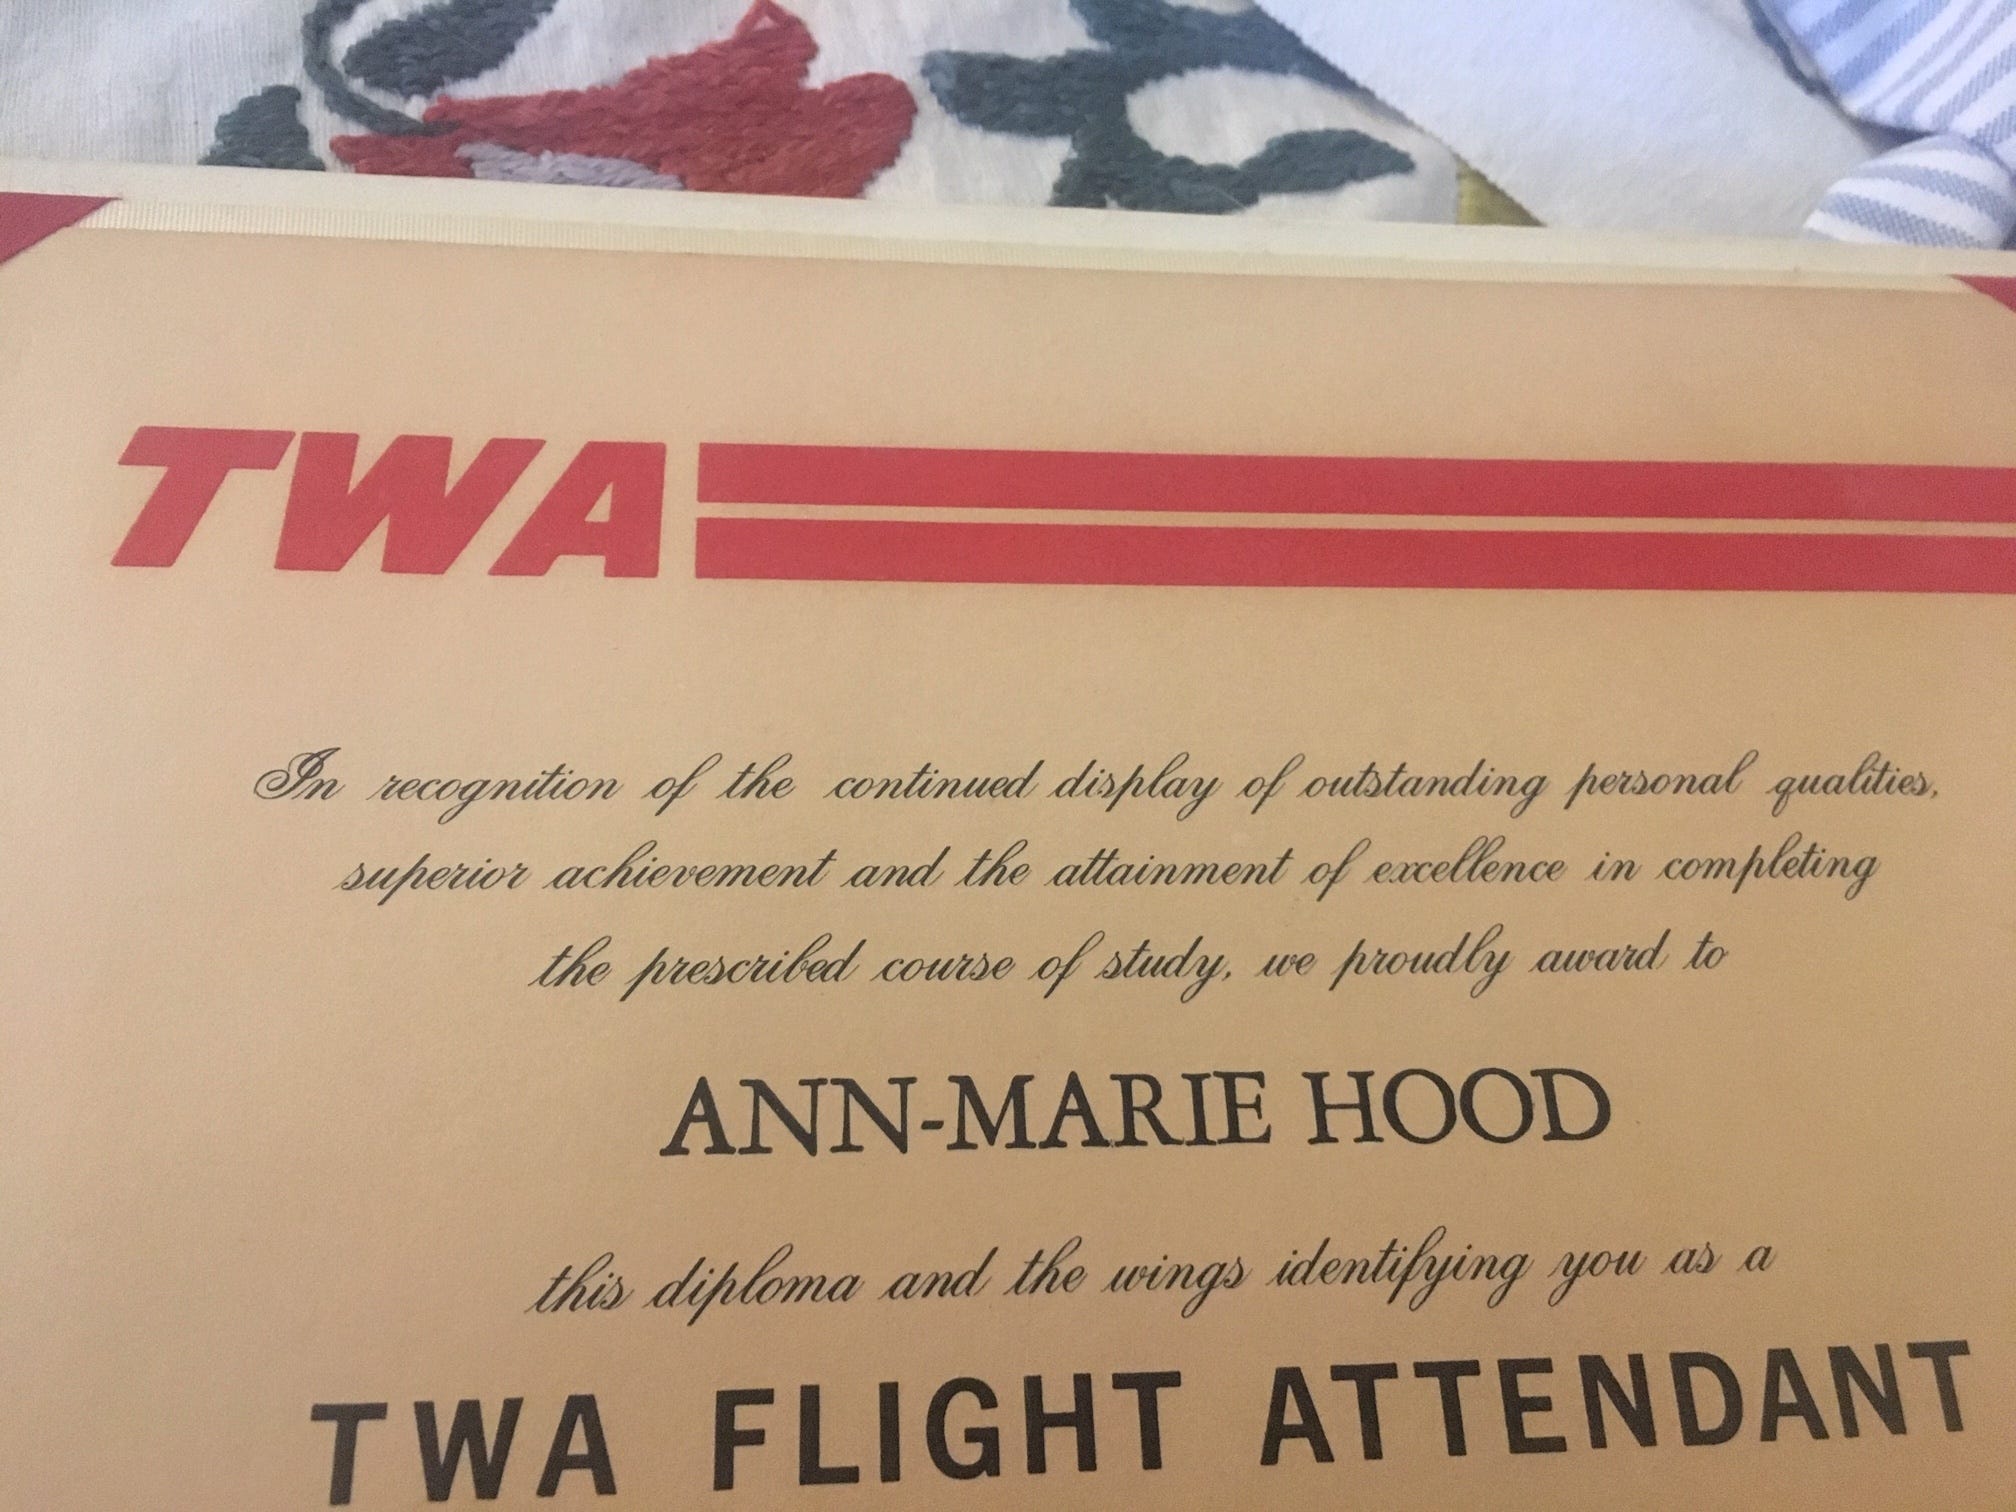 TWA
In recognition of the continued display of outstanding personal qualities,
superior achievement and the attainment of excellence in completing
the prescribed course of study, we proudly award to
ANN-MARIE HOOD
this diploma and the wings identifying you as a
TWA FLIGHT ATTENDANT